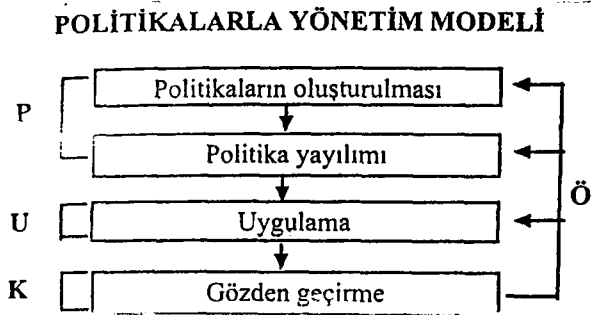 POLİTİKALARLA YÖNETİM MODELİ
Politikaların oluşturulması
P
Politika yayılımı
Ö
U
Uygulama
K
Gözden geçirme